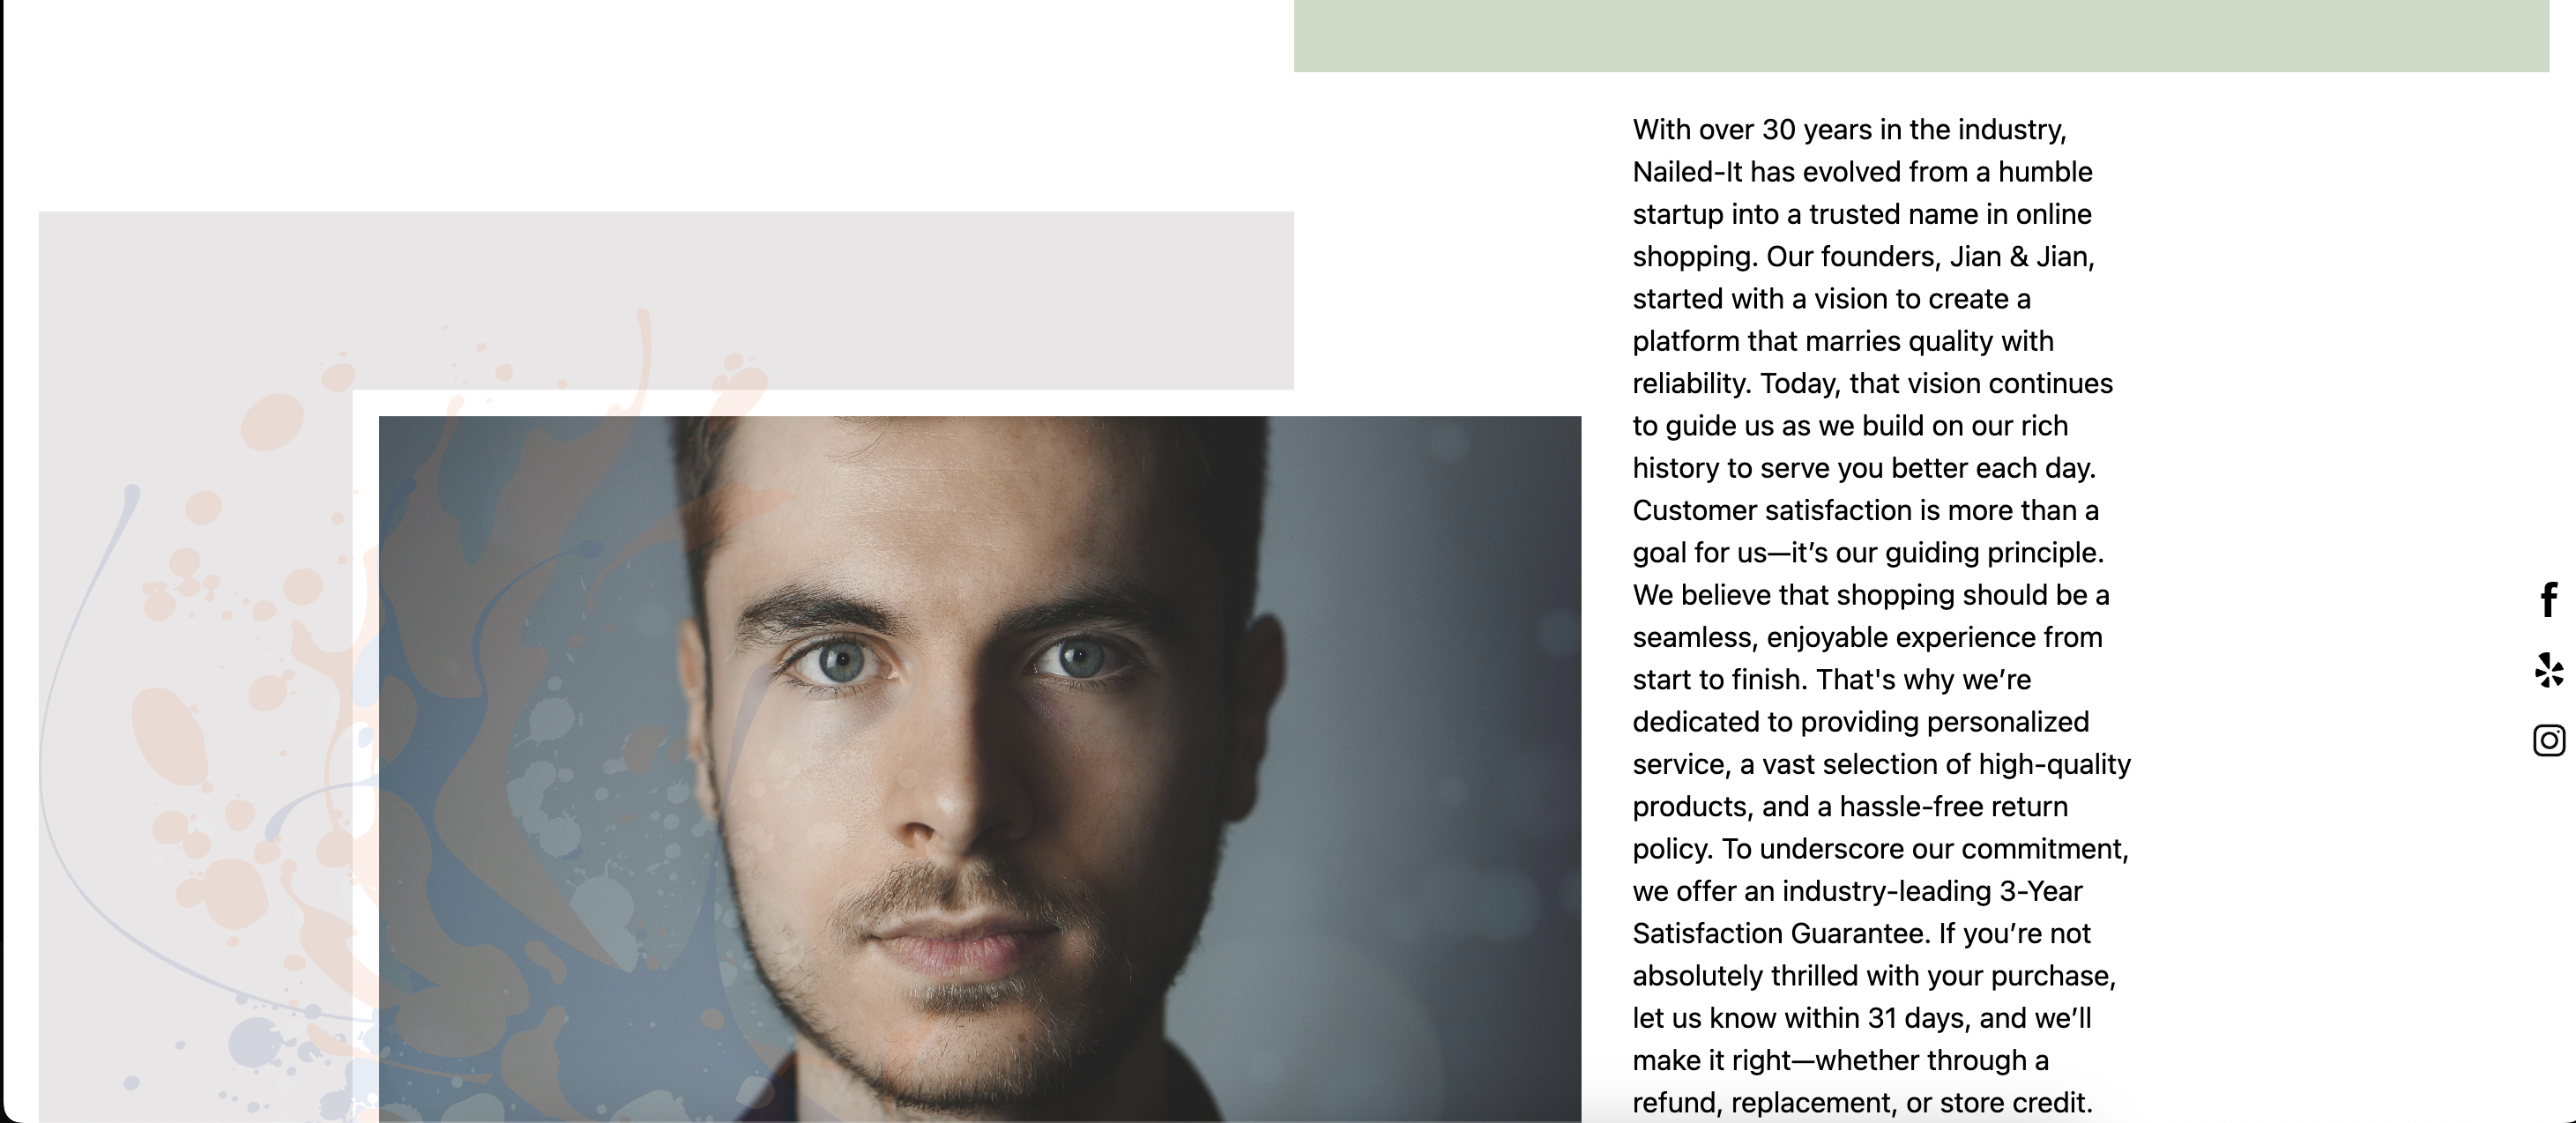 With over 30 years in the industry,
Nailed-It has evolved from a humble
startup into a trusted name in online
shopping. Our founders, Jian & Jian,
started with a vision to create a
platform that marries quality with
reliability. Today, that vision continues
to guide us as we build on our rich
history to serve you better each day.
Customer satisfaction is more than a
goal for us—it’s our guiding principle.
We believe that shopping should be a
seamless, enjoyable experience from
start to finish. That's why we’re
dedicated to providing personalized
service, a vast selection of high-quality
products, and a hassle-free return
policy. To underscore our commitment,
we offer an industry-leading 3-Year
Satisfaction Guarantee. If you’re not
absolutely thrilled with your purchase,
let us know within 31 days, and we’ll
make it right—whether through a
refund, replacement, or store credit.